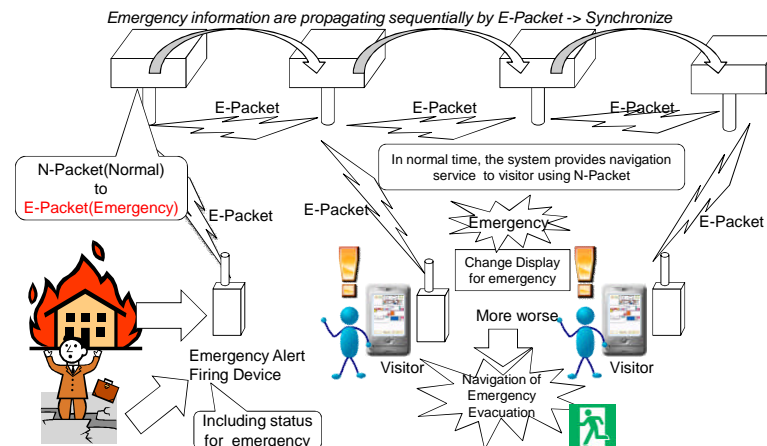 Emergency information are propagating sequentially by E-Packet -> Synchronize
E-Packet
E-Packet
E-Packet
N-Packet(Normal)
to
E-Packet(Emergency)
In normal time, the system provides navigation
service to visitor using N-Packet
E-Packet
E-Packet
E-Packet
Emergency
Change Display
for emergency
More worse
Visitor
Visitor
Emergency Alert
Firing Device
Navigation of
Emergency
Evacuation
Including status
for emergency